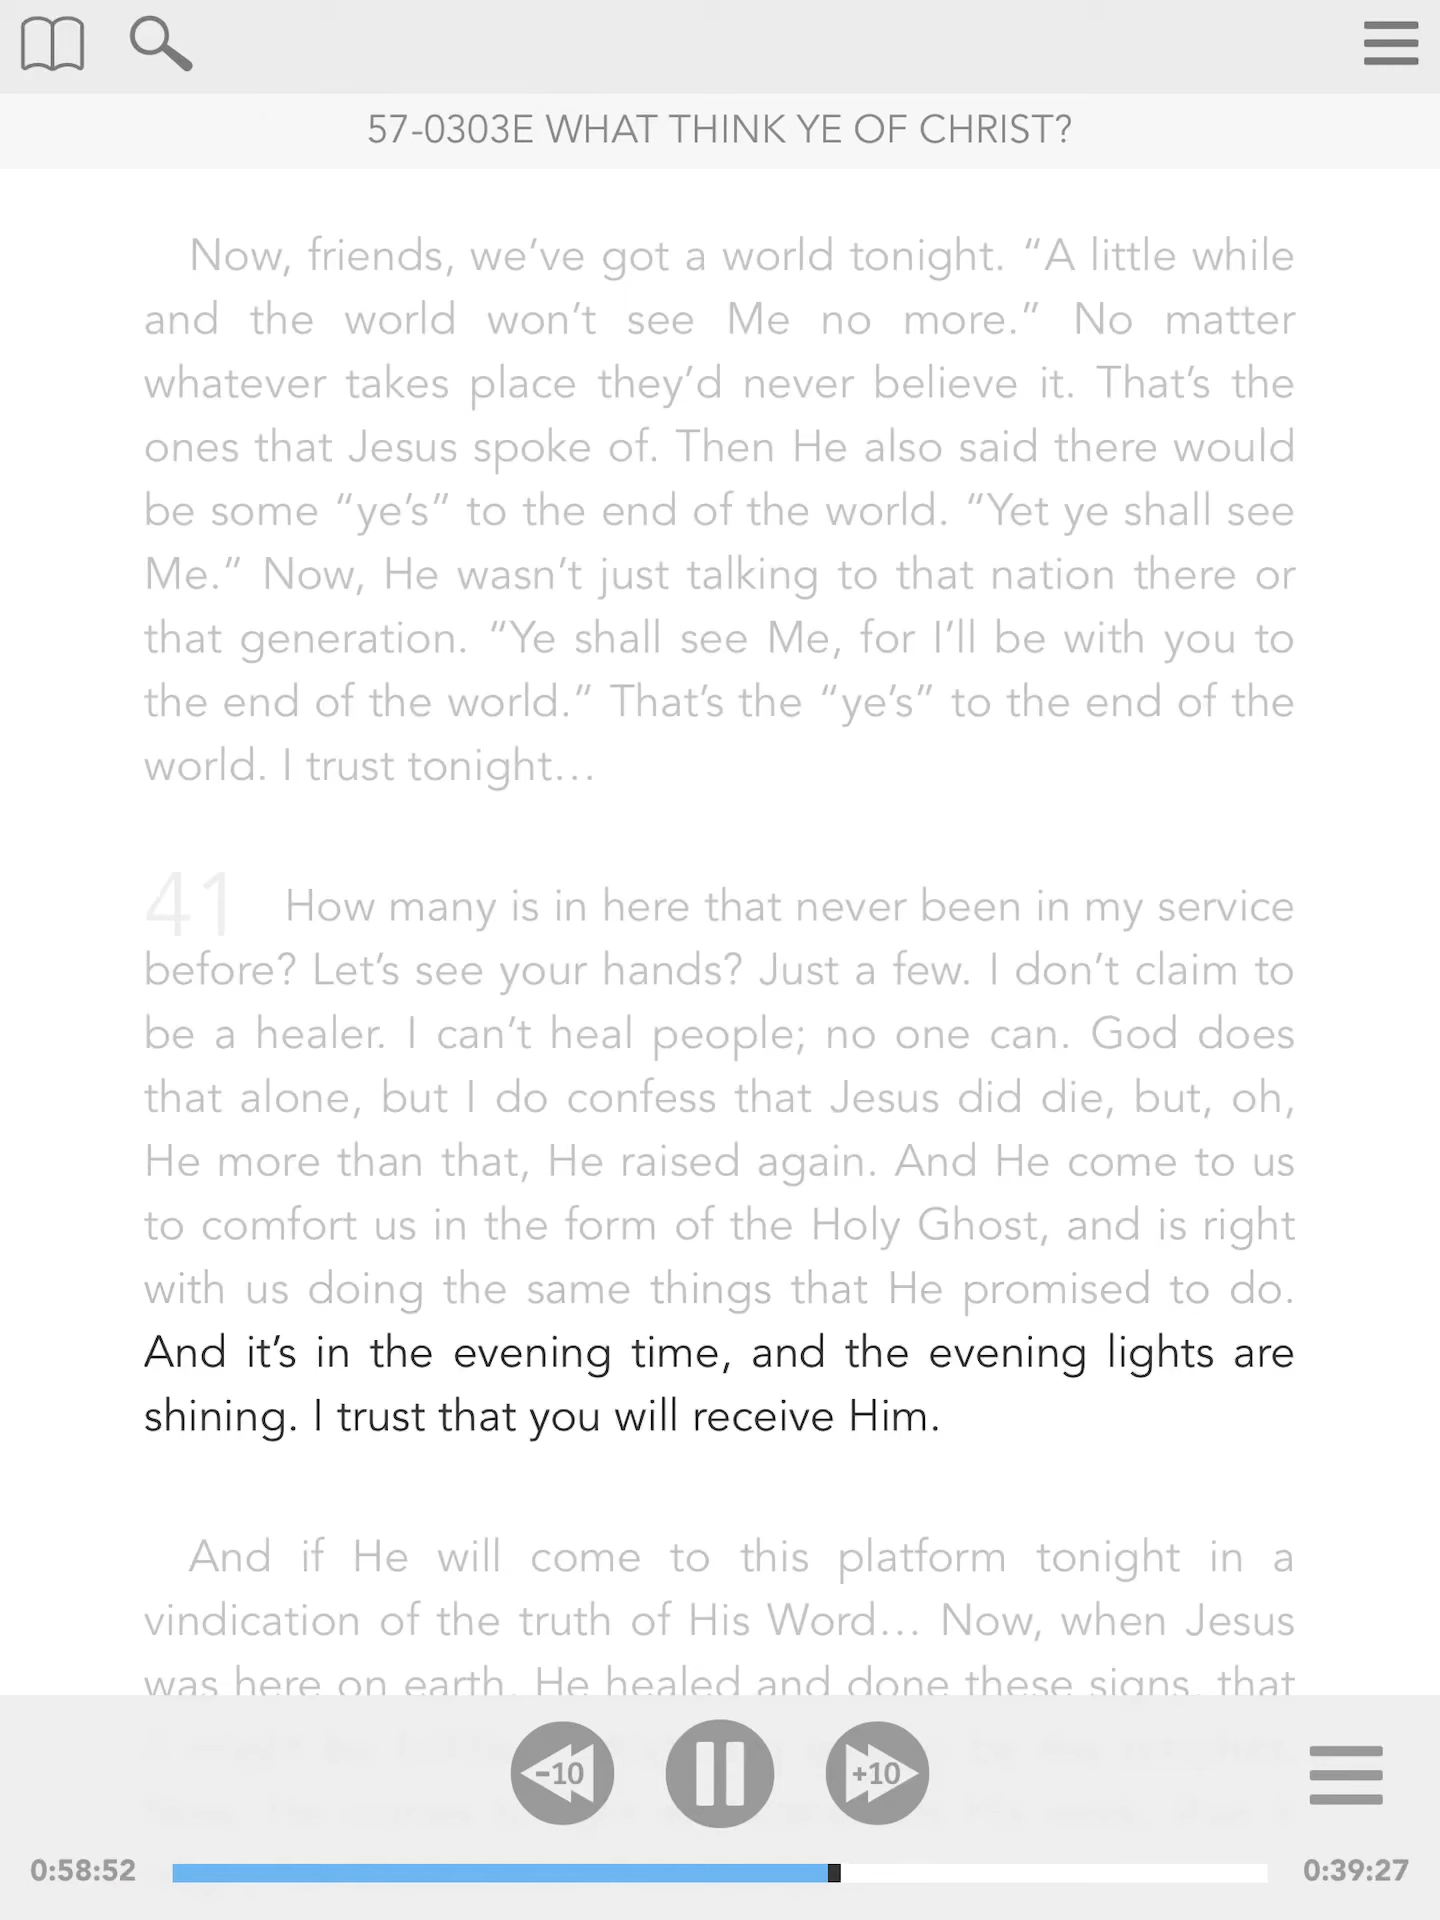 57-0303E WHAT THINK YE OF CHRIST?
Now, friends, we’ve got a world tonight. “A little while
and the world won’t see Me no more.” No matter
whatever takes place they’d never believe it. That’s the
ones that Jesus spoke of. Then He also said there would
be some “ye’s” to the end of the world. “Yet ye shall see
Me.” Now, He wasn’t just talking to that nation there or
that generation. “Ye shall see Me, for I’ll be with you to
the end of the world.” That’s the “ye’s” to the end of the
world. I trust tonight…
41 How many is in here that never been in my service
before? Let’s see your hands? Just a few. I don’t claim to
be a healer. I can’t heal people; no one can. God does
that alone, but I do confess that Jesus did die, but, oh,
He more than that, He raised again. And He come to us
to comfort us in the form of the Holy Ghost, and is right
with us doing the same things that He promised to do.
And it’s in the evening time, and the evening lights are
shining. I trust that you will receive Him.
And if He will come to this platform tonight in a
vindication of the truth of His Word… Now, when Jesus
was here on earth, He healed and done these signs, that
-10 +10
0:58:52 0:39:27